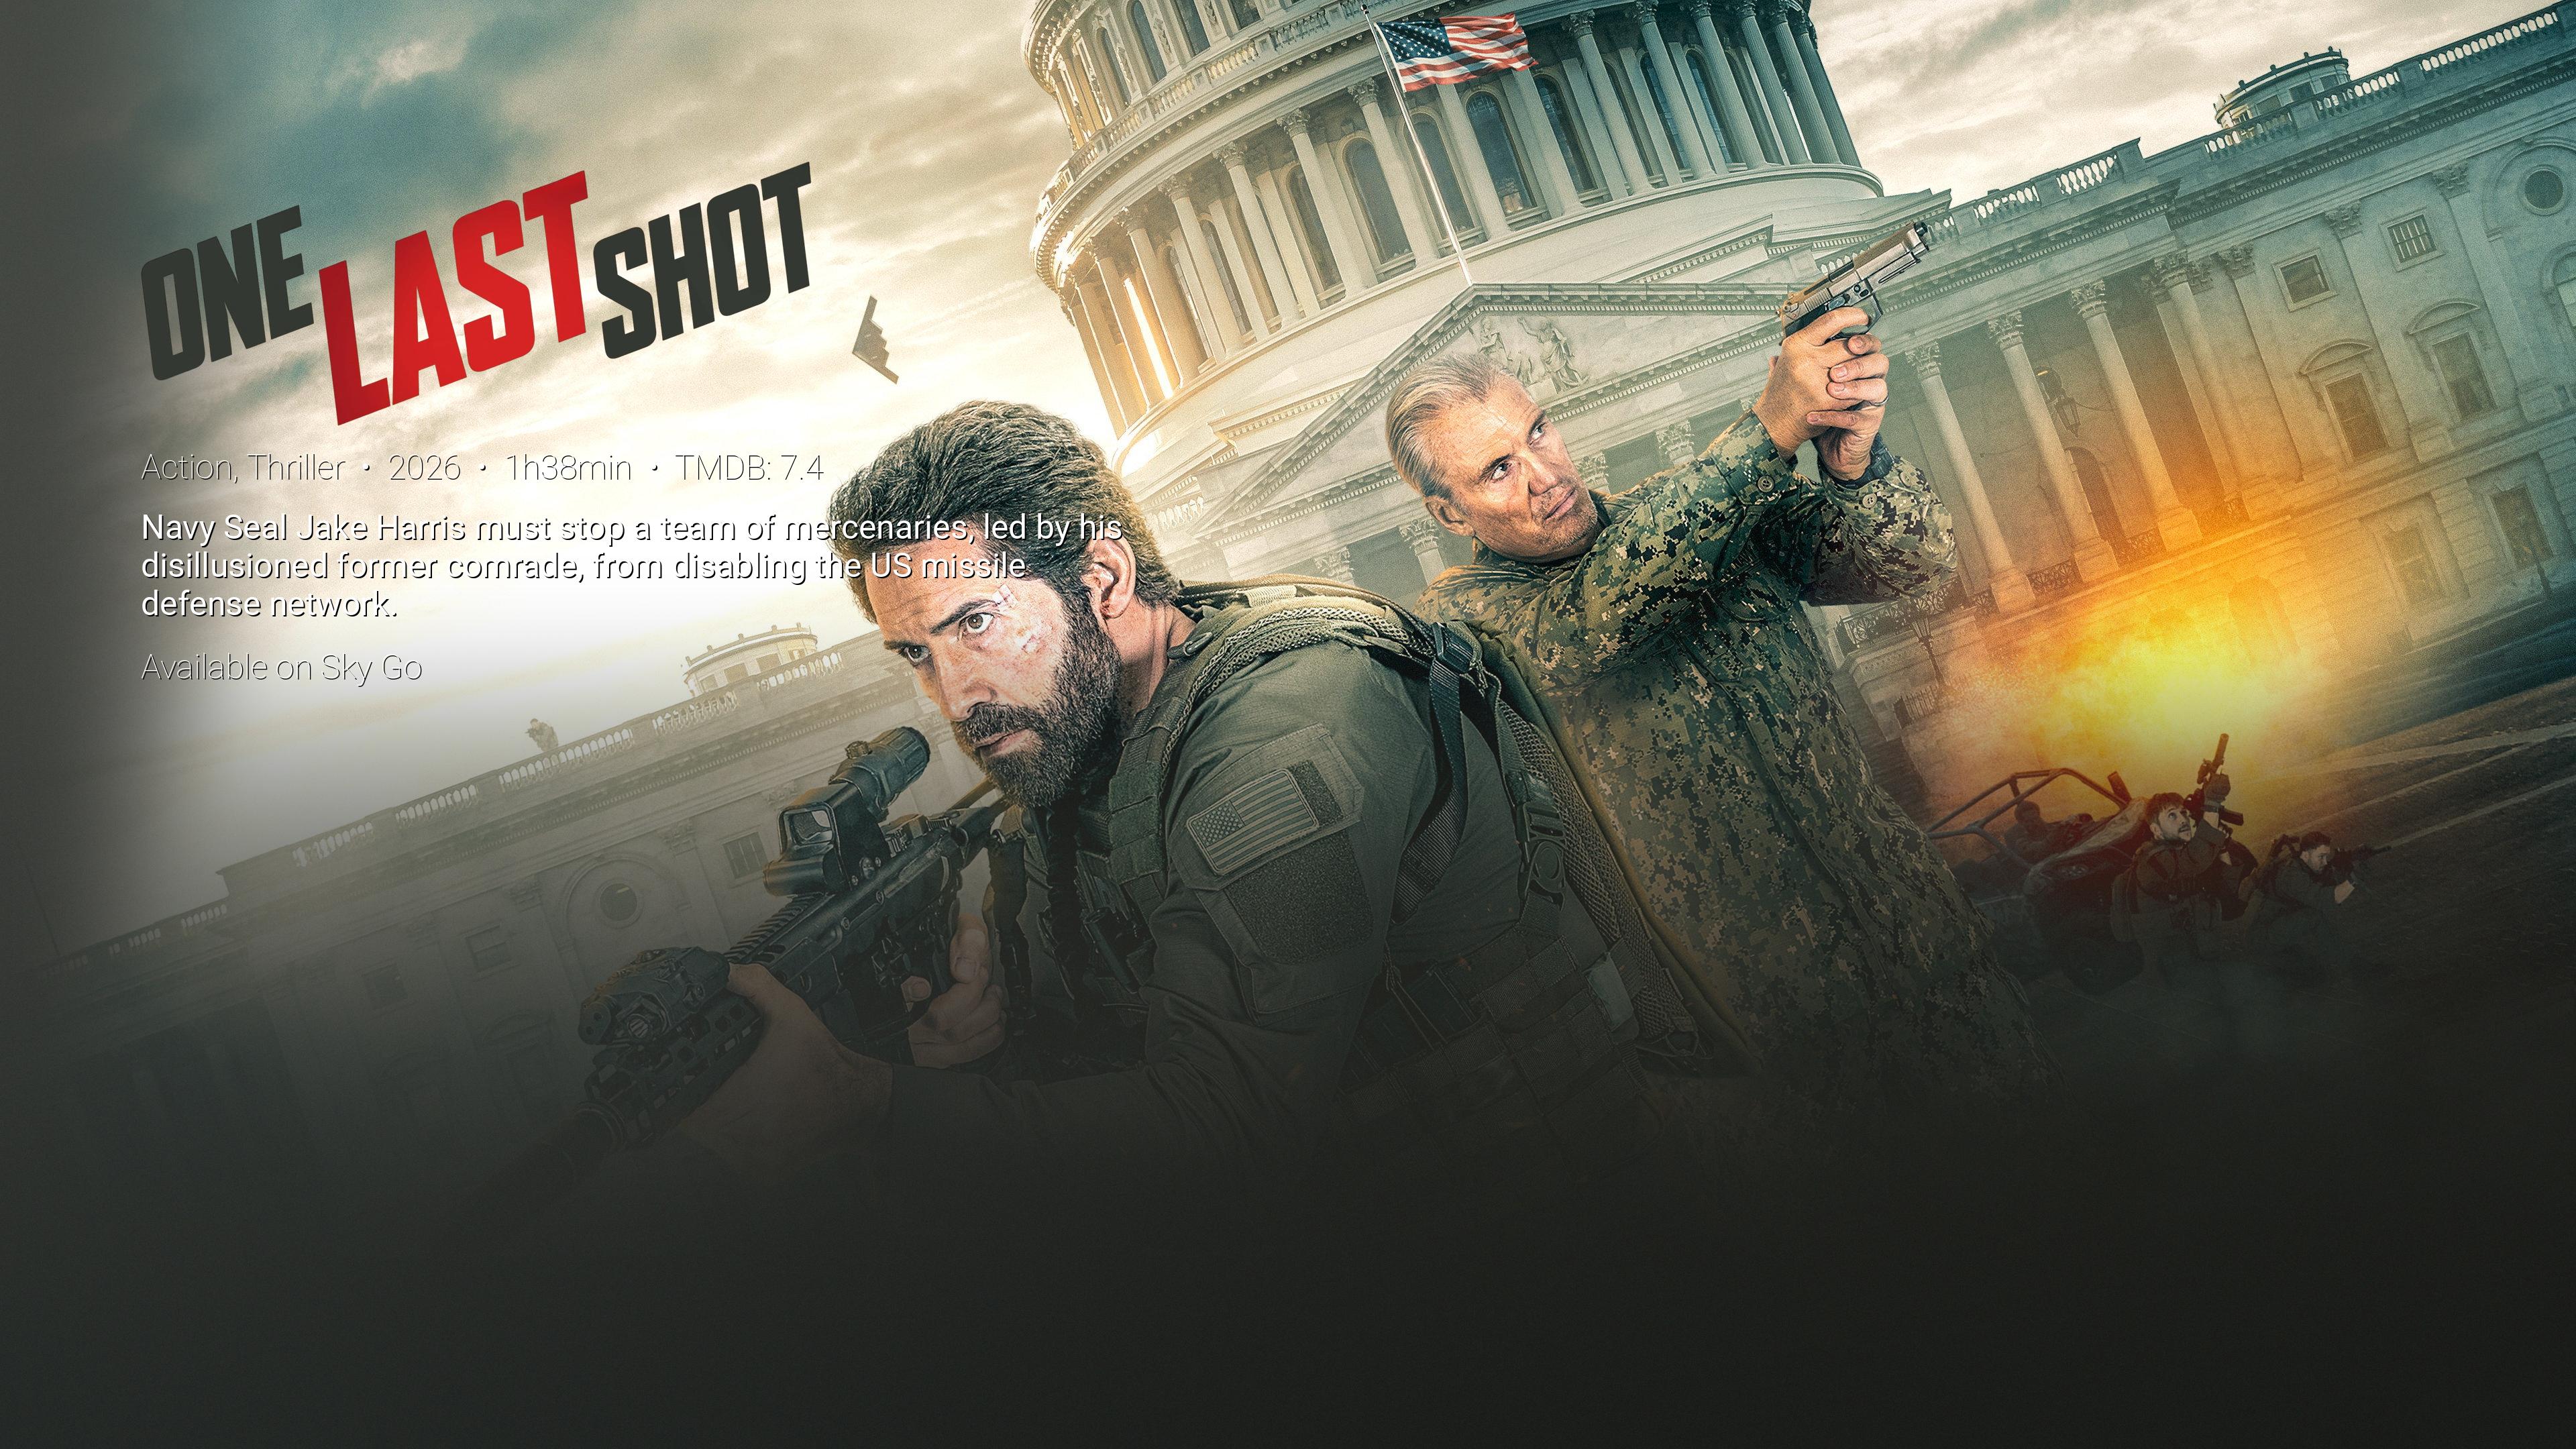 ONE LAST SHOT
Action, Thriller • 2026 • 1h38min • TMDB: 7.4
Navy Seal Jake Harris must stop a team of mercenaries, led by his
disillusioned former comrade, from disabling the US missile
defense network.
Available on Sky Go